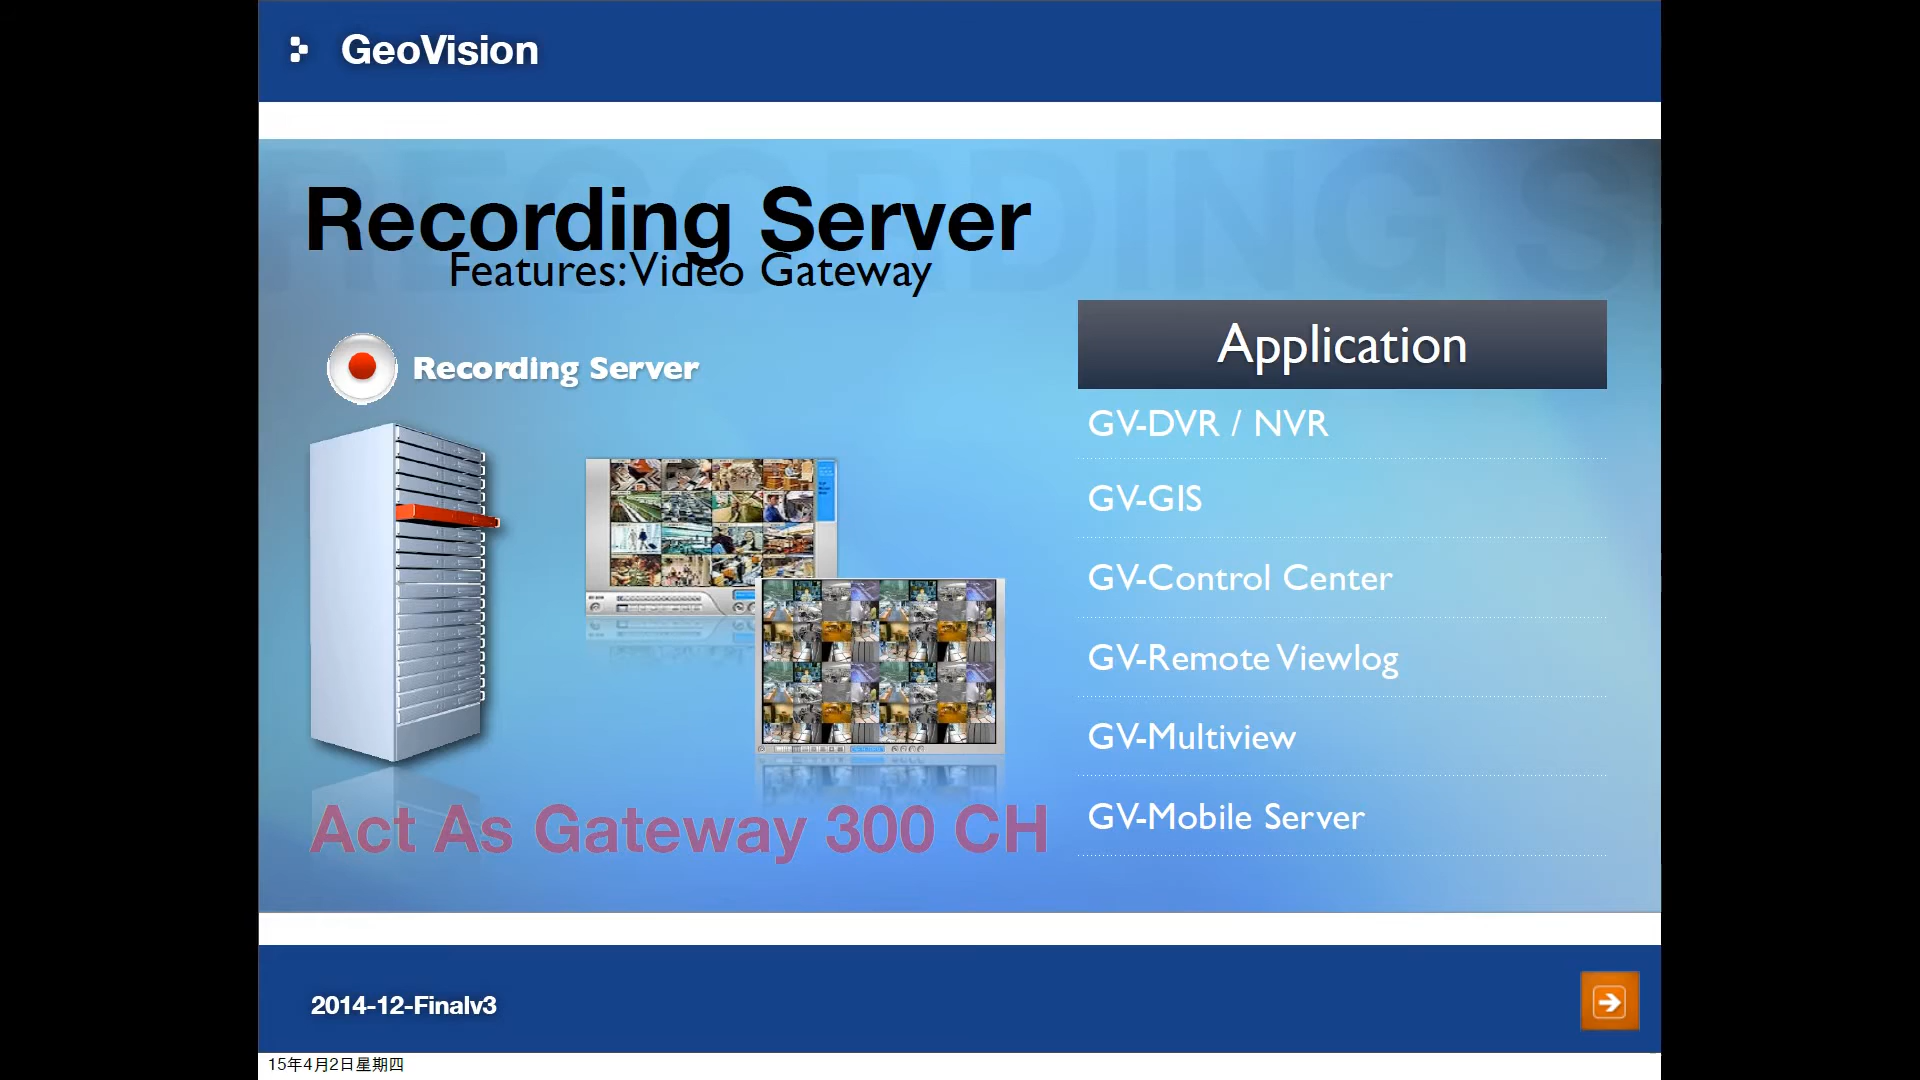 GeoVision
RECORDING S
Recording Server
Features: Video Gateway
Recording Server
Application
GV-DVR / NVR
GV-GIS
GV-Control Center
GV-Remote Viewlog
GV-Multiview
GV-Mobile Server
Act As Gateway 300 CH
2014-12-Finalv3
15年4月2日星期四